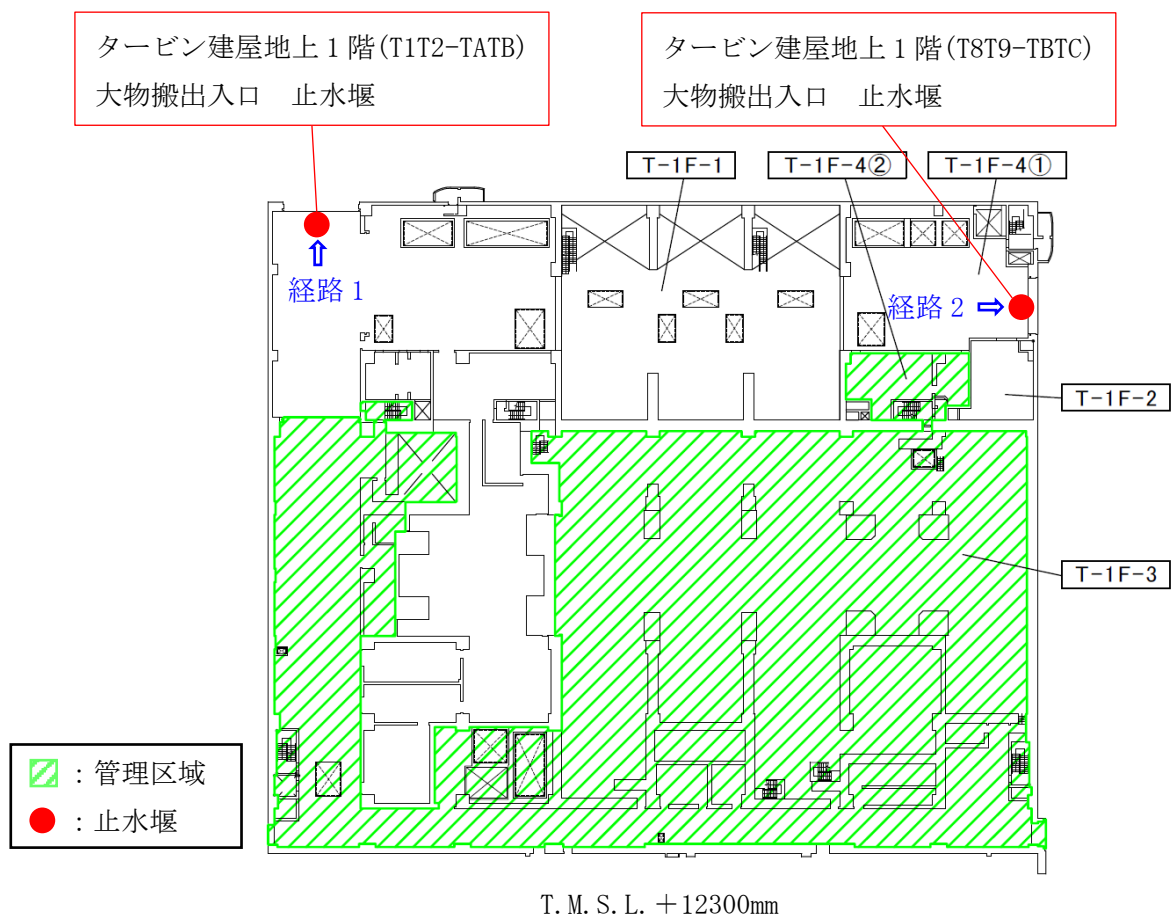 タービン建屋地上1階(T1T2-TATB)
大物搬出入口 止水堰
タービン建屋地上1階(T8T9-TBTC)
大物搬出入口 止水堰
T-1F-1
T-1F-4②
T-1F-4①
経路1
経路2
T-1F-2
T-1F-3
:管理区域
:止水堰
T.M.S.L.+12300mm